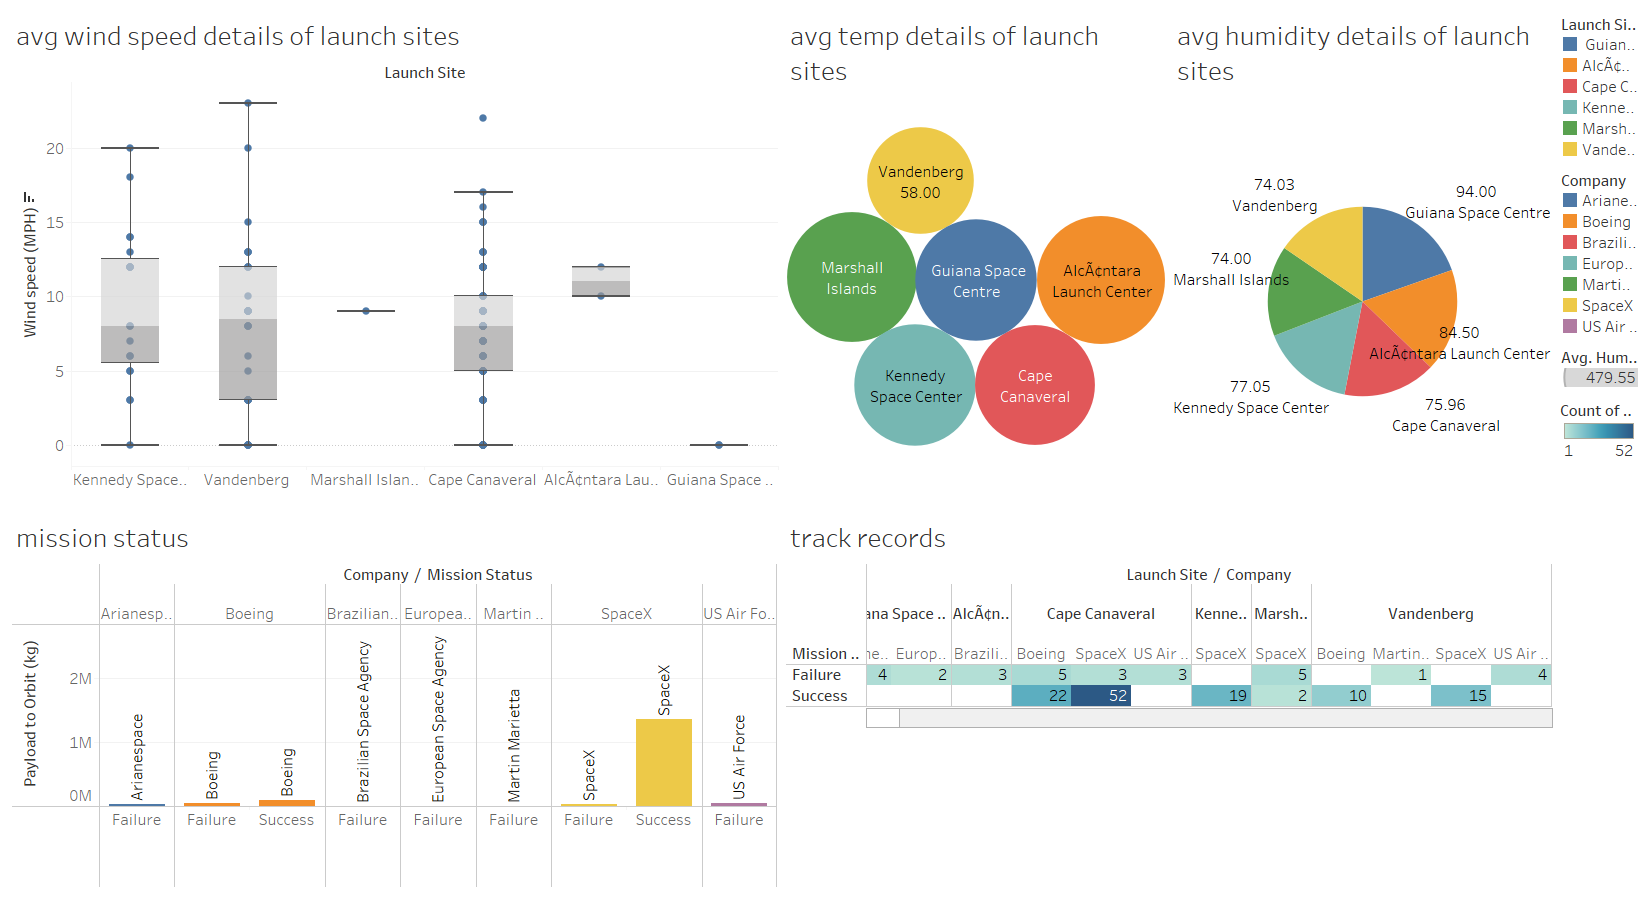 avg wind speed details of launch sites
Launch Site
Wind speed (MPH)
20
15
10
5
0
Kennedy Space..
Vandenberg
Marshall Islan..
Cape Canaveral
AlcÃ¢ntara Lau..
Guiana Space ..
avg temp details of launch
sites
Vandenberg
58.00
Marshall
Islands
Guiana Space
Centre
AlcÃ¢ntara
Launch Center
Kennedy
Space Center
Cape
Canaveral
avg humidity details of launch
sites
74.03
Vandenberg
94.00
Guiana Space Centre
74.00
Marshall Islands
84.50
AlcÃ¢ntara Launch Center
77.05
Kennedy Space Center
75.96
Cape Canaveral
Launch Si..
Guian..
AlcÃ¢..
Cape C..
Kenne..
Marsh..
Vande..
Company
Ariane..
Boeing
Brazili..
Europ..
Marti..
SpaceX
US Air ..
Avg. Hum..
479.55
Count of ..
1 52
mission status
Company / Mission Status
Arianesp.. Boeing Brazilian.. Europea.. Martin .. SpaceX US Air Fo..
Payload to Orbit (kg)
2M
1M
0M
Arianespace
Boeing
Boeing
Brazilian Space Agency
European Space Agency
Martin Marietta
SpaceX
SpaceX
US Air Force
Failure Failure Success Failure Failure Failure Failure Success Failure
track records
Launch Site / Company
ana Space .. AlcÃ¢n.. Cape Canaveral Kenne.. Marsh.. Vandenberg
Mission .. ne.. Europ.. Brazili.. Boeing SpaceX US Air .. SpaceX SpaceX Boeing Martin.. SpaceX US Air ..
Failure 4 2 3 5 3 3 5 1 4
Success 22 52 19 2 10 15